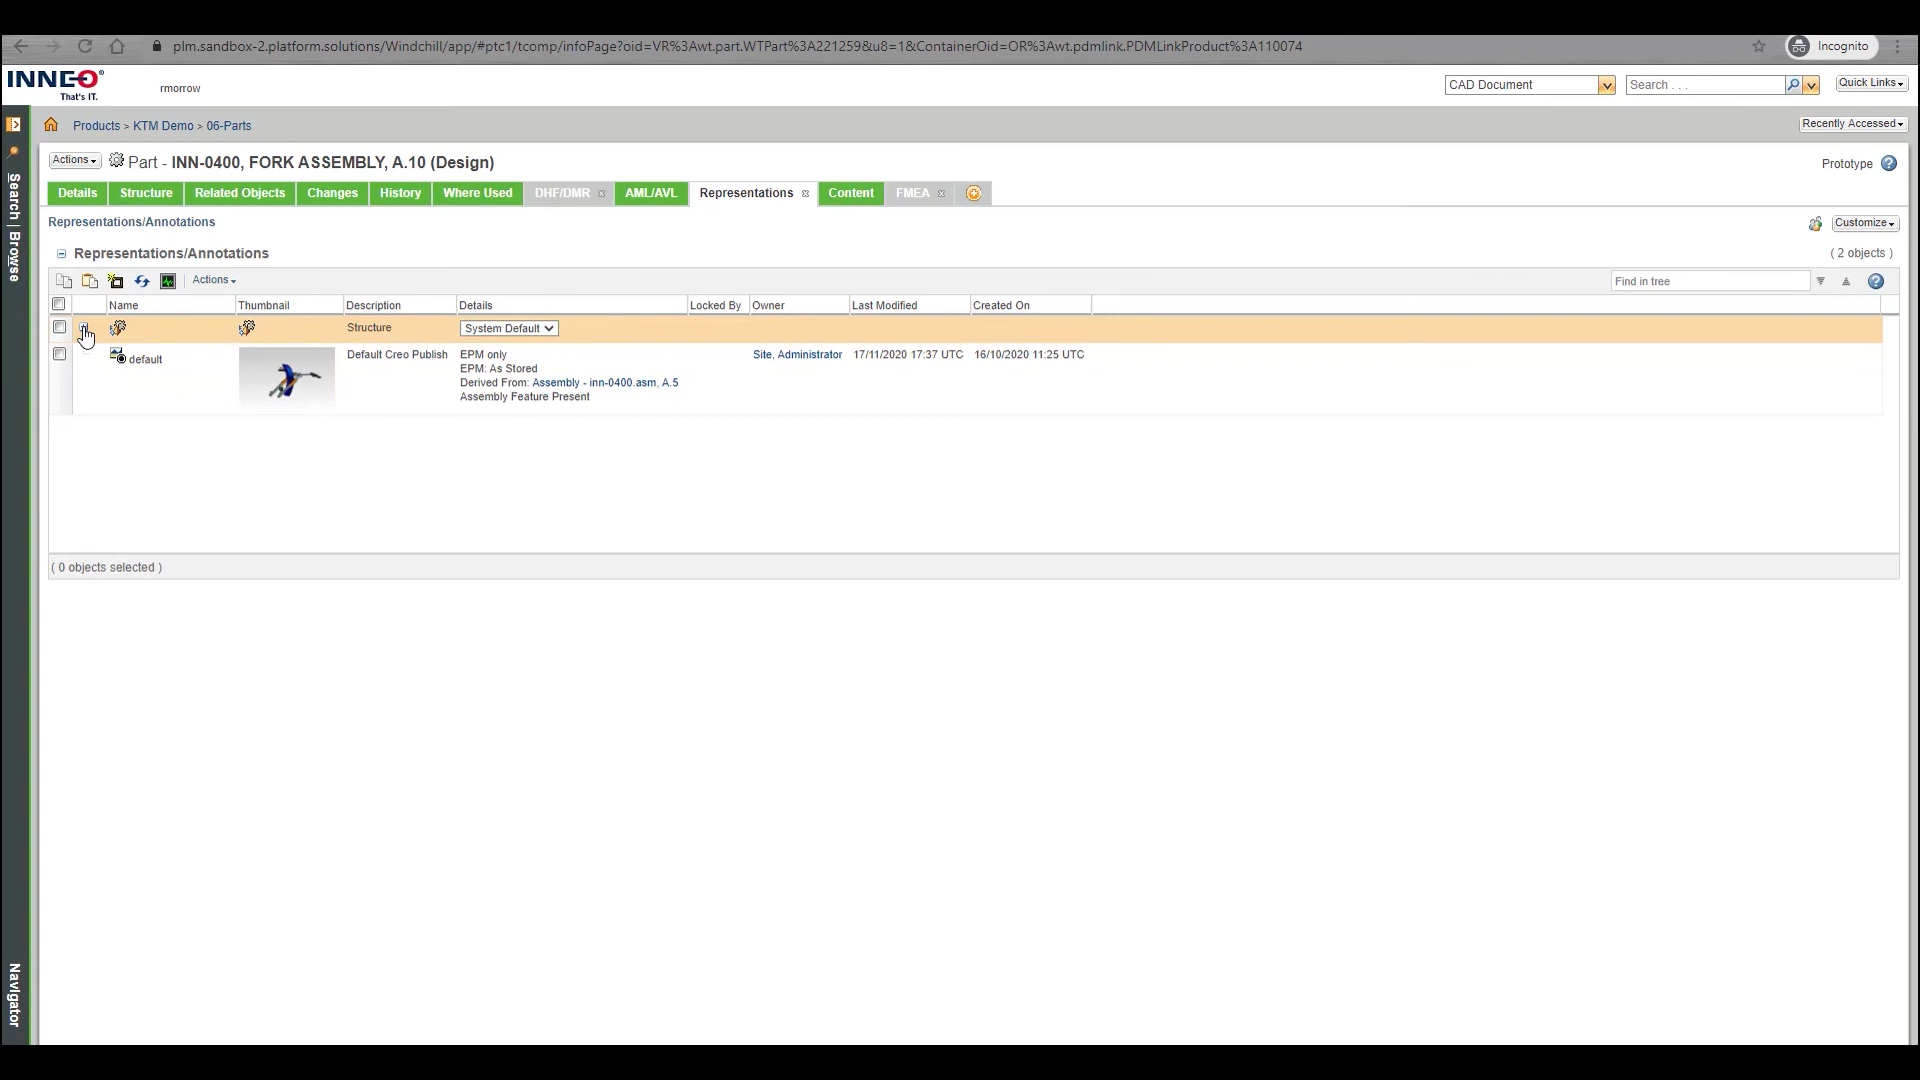 plm.sandbox-2.platform.solutions/Windchill/app/#ptc1/tcomp/infoPage?oid=VR%3Awt.part.WTPart%3A221259&u8=1&ContainerOid=OR%3Awt.pdmlink.PDMLinkProduct%3A110074
Incognito
INNEO®
That's IT.
rmorrow
CAD Document
Search . . .
Quick Links
Products > KTM Demo > 06-Parts
Recently Accessed
Actions
Part - INN-0400, FORK ASSEMBLY, A.10 (Design)
Prototype
Details Structure Related Objects Changes History Where Used DHF/DMR AML/AVL Representations Content FMEA
Representations/Annotations
Customize
Representations/Annotations
( 2 objects )
Actions
Find in tree
Name Thumbnail Description Details Locked By Owner Last Modified Created On
Structure System Default
default Default Creo Publish EPM only Site, Administrator 17/11/2020 17:37 UTC 16/10/2020 11:25 UTC
EPM: As Stored
Derived From: Assembly - inn-0400.asm, A.5
Assembly Feature Present
( 0 objects selected )
Search | Browse
Navigator